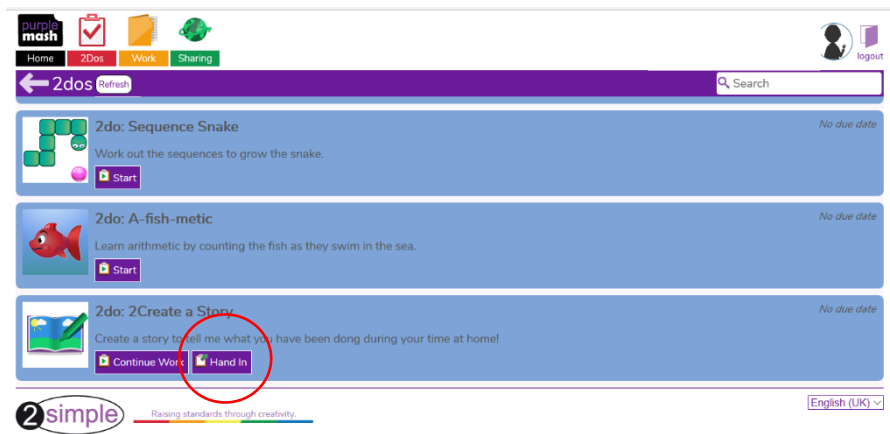 purple
mash
Home 2Dos Work Sharing
logout
2dos Refresh
Search
2do: Sequence Snake
No due date
Work out the sequences to grow the snake.
Start
2do: A-fish-metic
No due date
Learn arithmetic by counting the fish as they swim in the sea.
Start
2do: 2Create a Story
No due date
Create a story to tell me what you have been dong during your time at home!
Continue Work Hand In
2simple Raising standards through creativity.
English (UK)